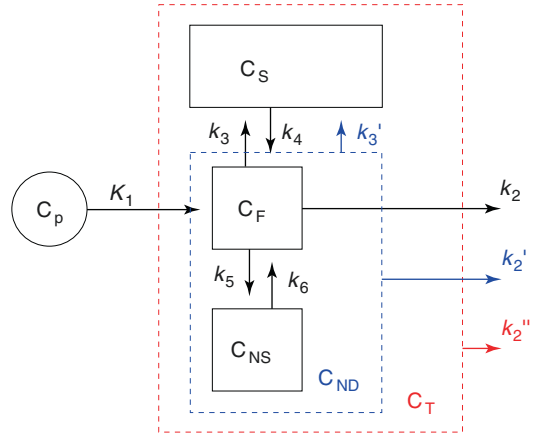 C_S
k_3
k_4
k_3'
K_1
k_2
C_p
C_F
k_5
k_6
k_2'
C_NS
C_ND
k_2''
C_T